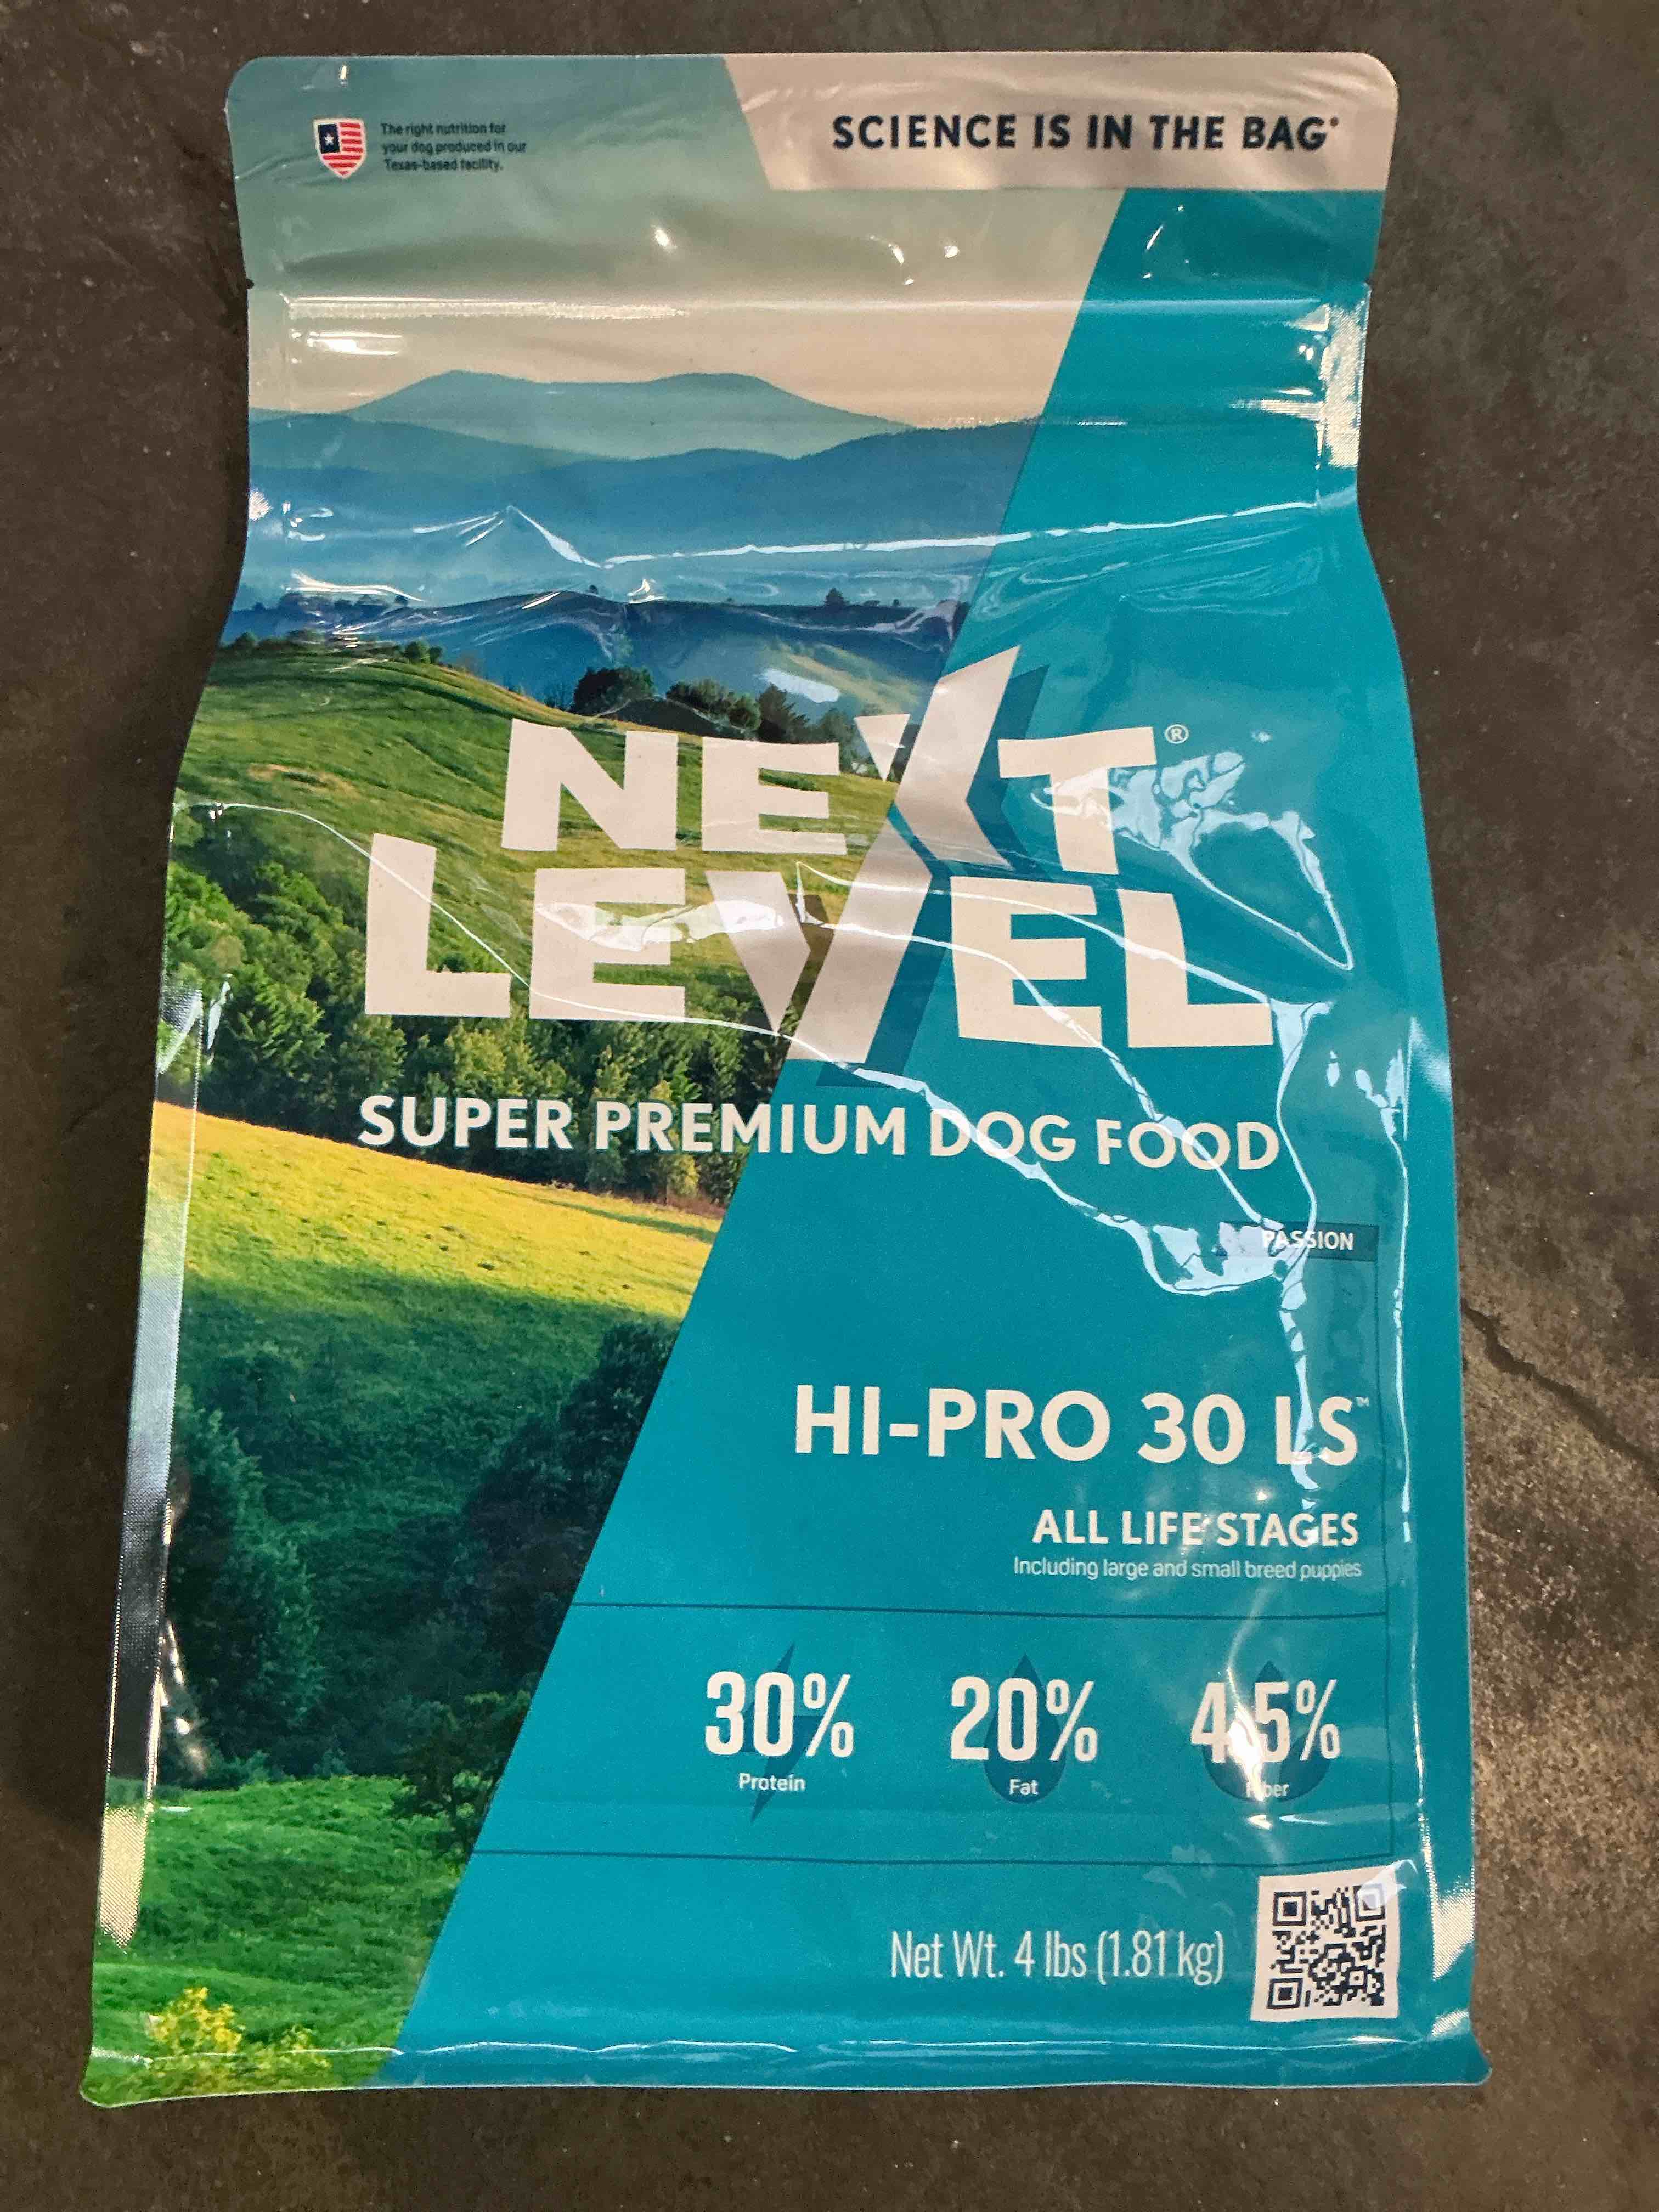 The right nutrition for
your dog produced in our
Texas-based facility.
SCIENCE IS IN THE BAG®
NEXT®
LEVEL
SUPER PREMIUM DOG FOOD
PASSION
HI-PRO 30 LS™
ALL LIFE STAGES
Including large and small breed puppies
30% 20% 4.5%
Protein Fat Fiber
Net Wt. 4 lbs (1.81 kg)